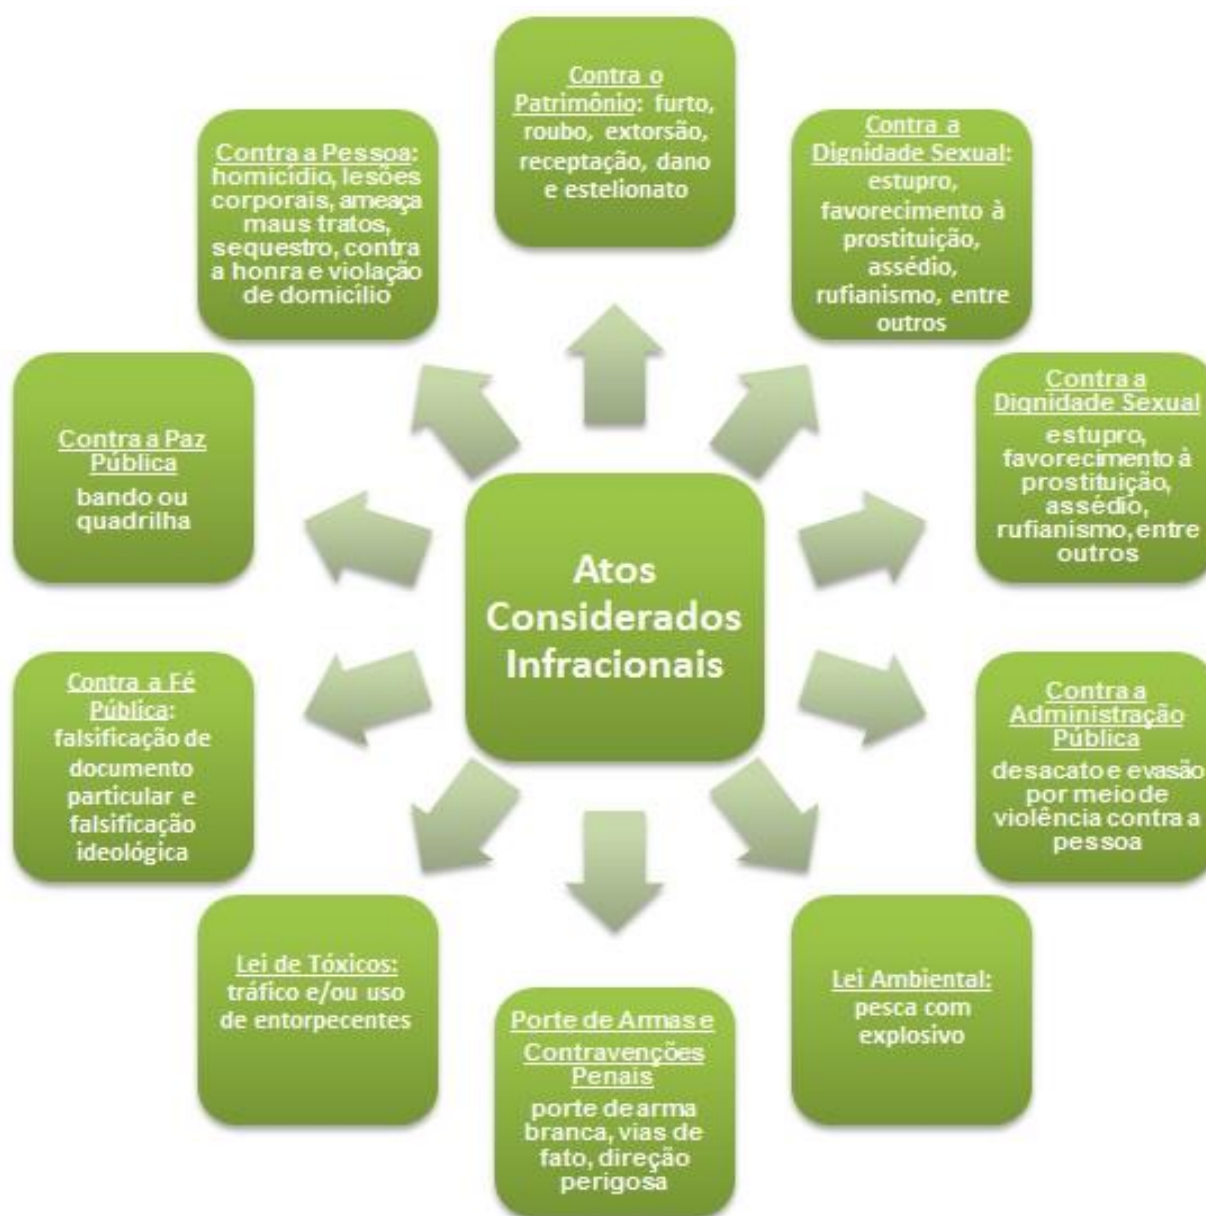 Atos
Considerados
Infracionais
Contra o
Patrimônio: furto,
roubo, extorsão,
receptação, dano
e estelionato
Contra a
Dignidade Sexual:
estupro,
favorecimento à
prostituição,
assédio,
rufianismo, entre
outros
Contra a
Dignidade Sexual
estupro,
favorecimento à
prostituição,
assédio,
rufianismo, entre
outros
Contra a
Administração
Pública
desacato e evasão
por meio de
violência contra a
pessoa
Lei Ambiental:
pesca com
explosivo
Porte de Armas e
Contravenções
Penais
porte de arma
branca, vias de
fato, direção
perigosa
Lei de Tóxicos:
tráfico e/ou uso
de entorpecentes
Contra a Fé
Pública:
falsificação de
documento
particular e
falsificação
ideológica
Contra a Paz
Pública
bando ou
quadrilha
Contra a Pessoa:
homicídio, lesões
corporais, ameaça
maus tratos,
sequestro, contra
a honra e violação
de domicílio